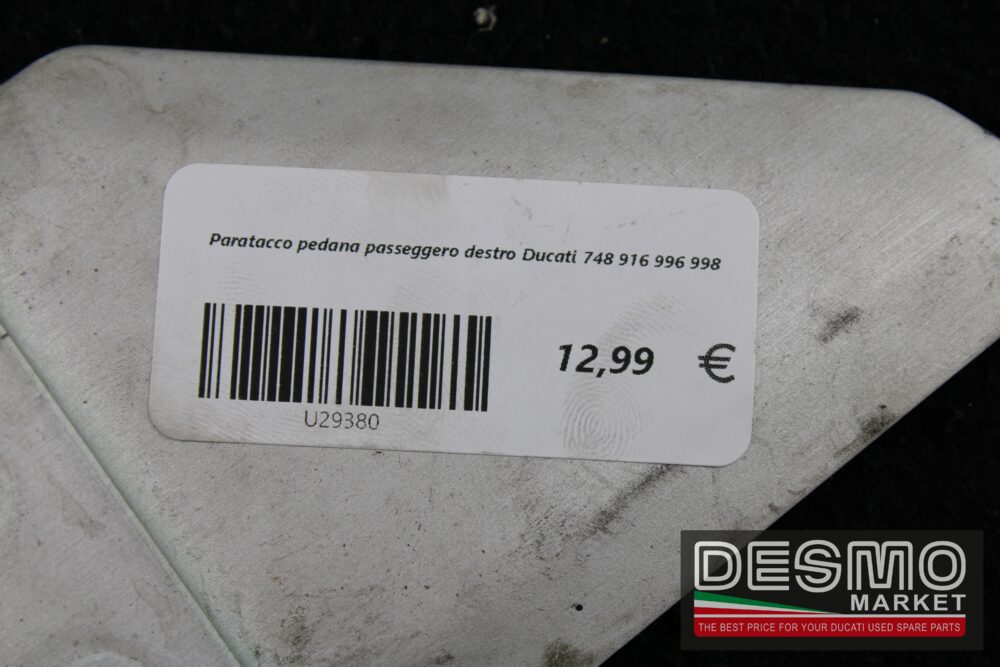 Paratacco pedana passeggero destro Ducati 748 916 996 998
12,99 €
U29380
DESMO
MARKET
THE BEST PRICE FOR YOUR DUCATI USED SPARE PARTS